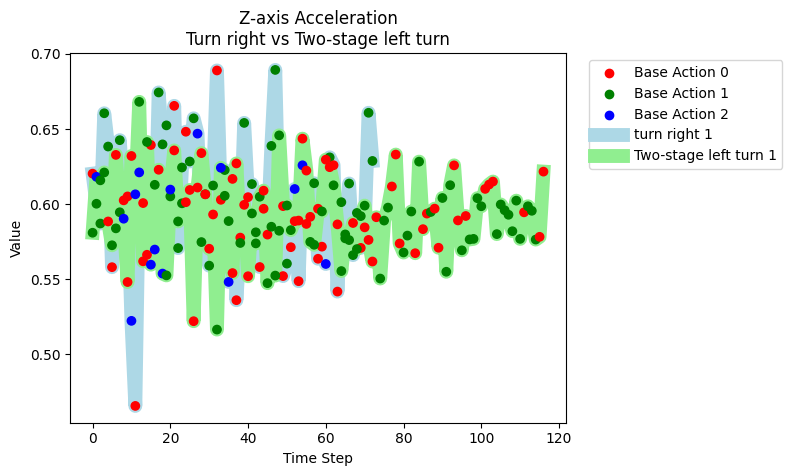 Z-axis Acceleration
Turn right vs Two-stage left turn
0.70
0.65
0.60
0.55
0.50
Value
0
20
40
60
80
100
120
Time Step
Base Action 0
Base Action 1
Base Action 2
turn right 1
Two-stage left turn 1